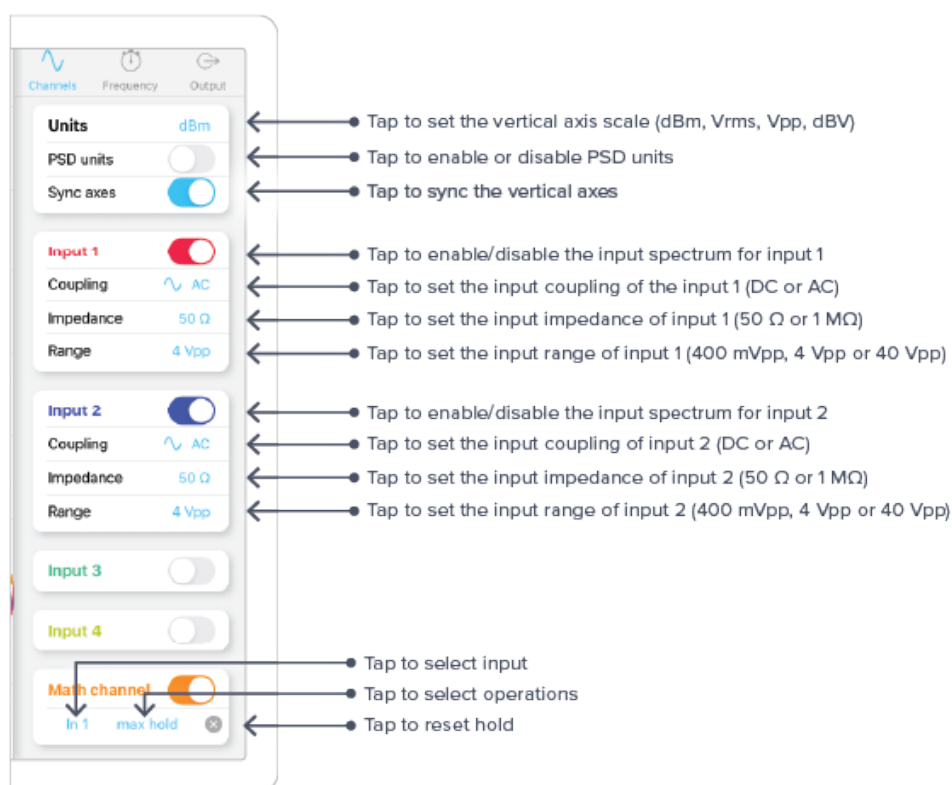 Channels Frequency Output
Units dBm Tap to set the vertical axis scale (dBm, Vrms, Vpp, dBV)
PSD units Tap to enable or disable PSD units
Sync axes Tap to sync the vertical axes
Input 1 Tap to enable/disable the input spectrum for input 1
Coupling AC Tap to set the input coupling of the input 1 (DC or AC)
Impedance 50 Ω Tap to set the input impedance of input 1 (50 Ω or 1 MΩ)
Range 4 Vpp Tap to set the input range of input 1 (400 mVpp, 4 Vpp or 40 Vpp)
Input 2 Tap to enable/disable the input spectrum for input 2
Coupling AC Tap to set the input coupling of input 2 (DC or AC)
Impedance 50 Ω Tap to set the input impedance of input 2 (50 Ω or 1 MΩ)
Range 4 Vpp Tap to set the input range of input 2 (400 mVpp, 4 Vpp or 40 Vpp)
Input 3
Input 4
Tap to select input
Math channel Tap to select operations
In 1 max hold Tap to reset hold